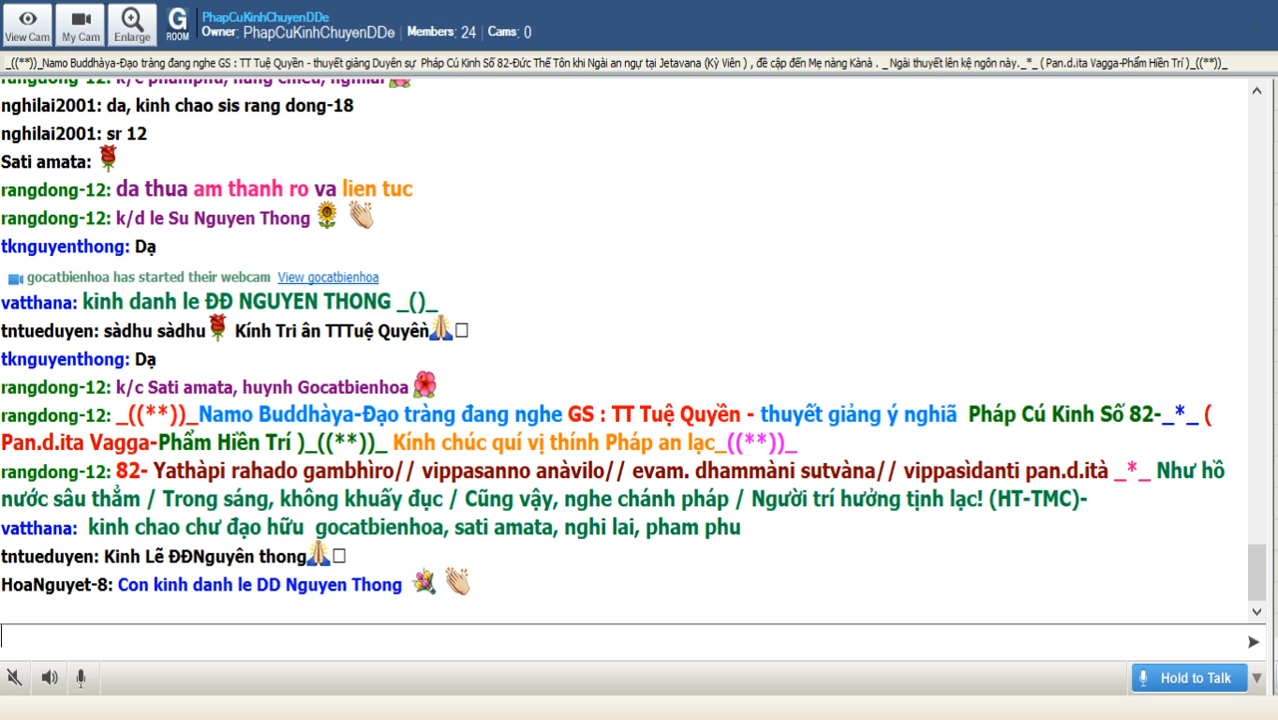 View Cam
My Cam
Enlarge
G
ROOM
PhapCuKinhChuyenDDe
Owner: PhapCuKinhChuyenDDe | Members: 24 | Cams: 0
_((**))_Namo Buddhàya-Đạo tràng đang nghe GS : TT Tuệ Quyền - thuyết giảng Duyên sự Pháp Cú Kinh Số 82-Đức Thế Tôn khi Ngài an ngự tại Jetavana (Kỳ Viên ) , đề cập đến Mẹ nàng Kànà . _ Ngài thuyết lên kệ ngôn này._*_ ( Pan.d.ita Vagga-Phẩm Hiền Trí )_((**))_
rangdong-12: k/c phamphu, nang chieu, nghilai
nghilai2001: da, kinh chao sis rang dong-18
nghilai2001: sr 12
Sati amata:
rangdong-12: da thua am thanh ro va lien tuc
rangdong-12: k/d le Su Nguyen Thong
tknguyenthong: Dạ
gocatbienhoa has started their webcam View gocatbienhoa
vatthana: kinh danh le ĐĐ NGUYEN THONG _()_
tntueduyen: sàdhu sàdhu Kính Tri ân TTTuệ Quyền
tknguyenthong: Dạ
rangdong-12: k/c Sati amata, huynh Gocatbienhoa
rangdong-12: _((**))_Namo Buddhàya-Đạo tràng đang nghe GS : TT Tuệ Quyền - thuyết giảng ý nghiã Pháp Cú Kinh Số 82-_*_ (
Pan.d.ita Vagga-Phẩm Hiền Trí )_((**))_ Kính chúc quí vị thính Pháp an lạc_((**))_
rangdong-12: 82- Yathàpi rahado gambhìro// vippasanno anàvilo// evam. dhammàni sutvàna// vippasìdanti pan.d.ità _*_ Như hồ
nước sâu thẳm / Trong sáng, không khuấy đục / Cũng vậy, nghe chánh pháp / Người trí hưởng tịnh lạc! (HT-TMC)-
vatthana: kinh chao chư đạo hữu gocatbienhoa, sati amata, nghi lai, pham phu
tntueduyen: Kinh Lẽ ĐĐNguyên thong
HoaNguyet-8: Con kinh danh le DD Nguyen Thong
Hold to Talk